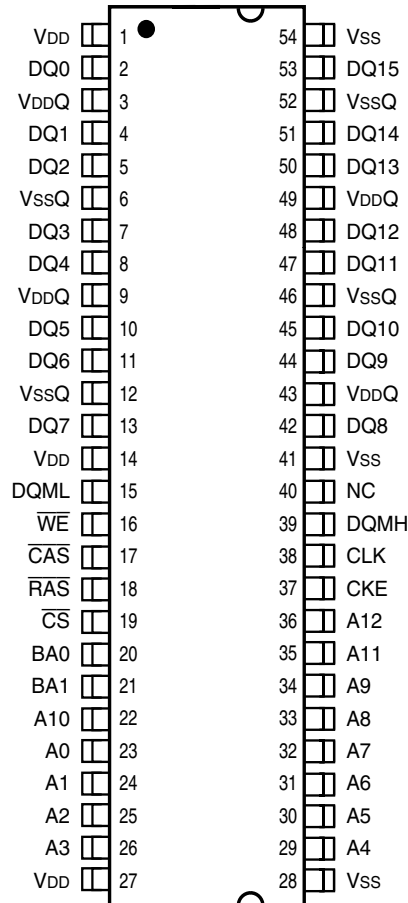 VDD 1 54 VSS
DQ0 2 53 DQ15
VDDQ 3 52 VSSQ
DQ1 4 51 DQ14
DQ2 5 50 DQ13
VSSQ 6 49 VDDQ
DQ3 7 48 DQ12
DQ4 8 47 DQ11
VDDQ 9 46 VSSQ
DQ5 10 45 DQ10
DQ6 11 44 DQ9
VSSQ 12 43 VDDQ
DQ7 13 42 DQ8
VDD 14 41 VSS
DQML 15 40 NC
WE 16 39 DQMH
CAS 17 38 CLK
RAS 18 37 CKE
CS 19 36 A12
BA0 20 35 A11
BA1 21 34 A9
A10 22 33 A8
A0 23 32 A7
A1 24 31 A6
A2 25 30 A5
A3 26 29 A4
VDD 27 28 VSS